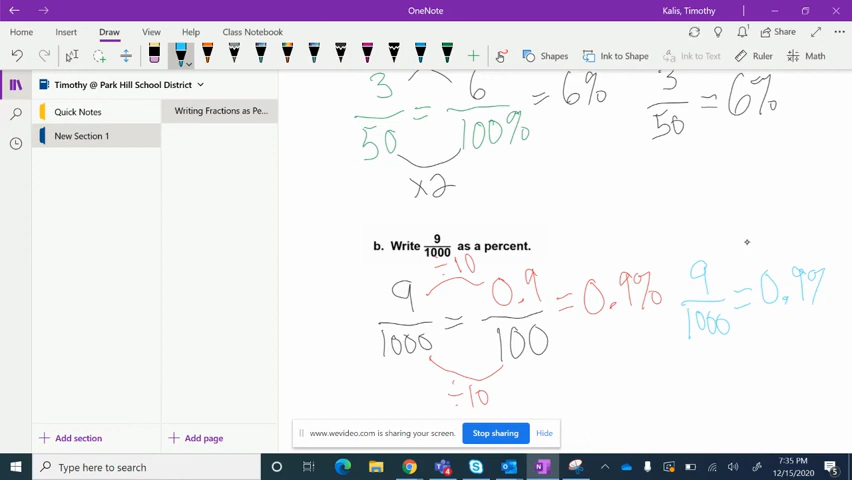 OneNote
Kalis, Timothy
Home Insert Draw View Help Class Notebook Share
Shapes Ink to Shape Ink to Text Ruler Math
Timothy @ Park Hill School District
Quick Notes
New Section 1
Writing Fractions as Pe...
3/50 = 6/100% = 6%
×2
3/50 = 6%
b. Write 9/1000 as a percent.
÷10
9/1000 = 0.9/100 = 0.9%
÷10
9/1000 = 0.9%
www.wevideo.com is sharing your screen. Stop sharing Hide
Add section Add page
Type here to search
7:35 PM
12/15/2020